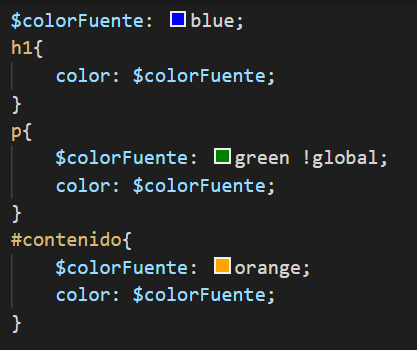 $colorFuente: blue;
h1{
    color: $colorFuente;
}
p{
    $colorFuente: green !global;
    color: $colorFuente;
}
#contenido{
    $colorFuente: orange;
    color: $colorFuente;
}